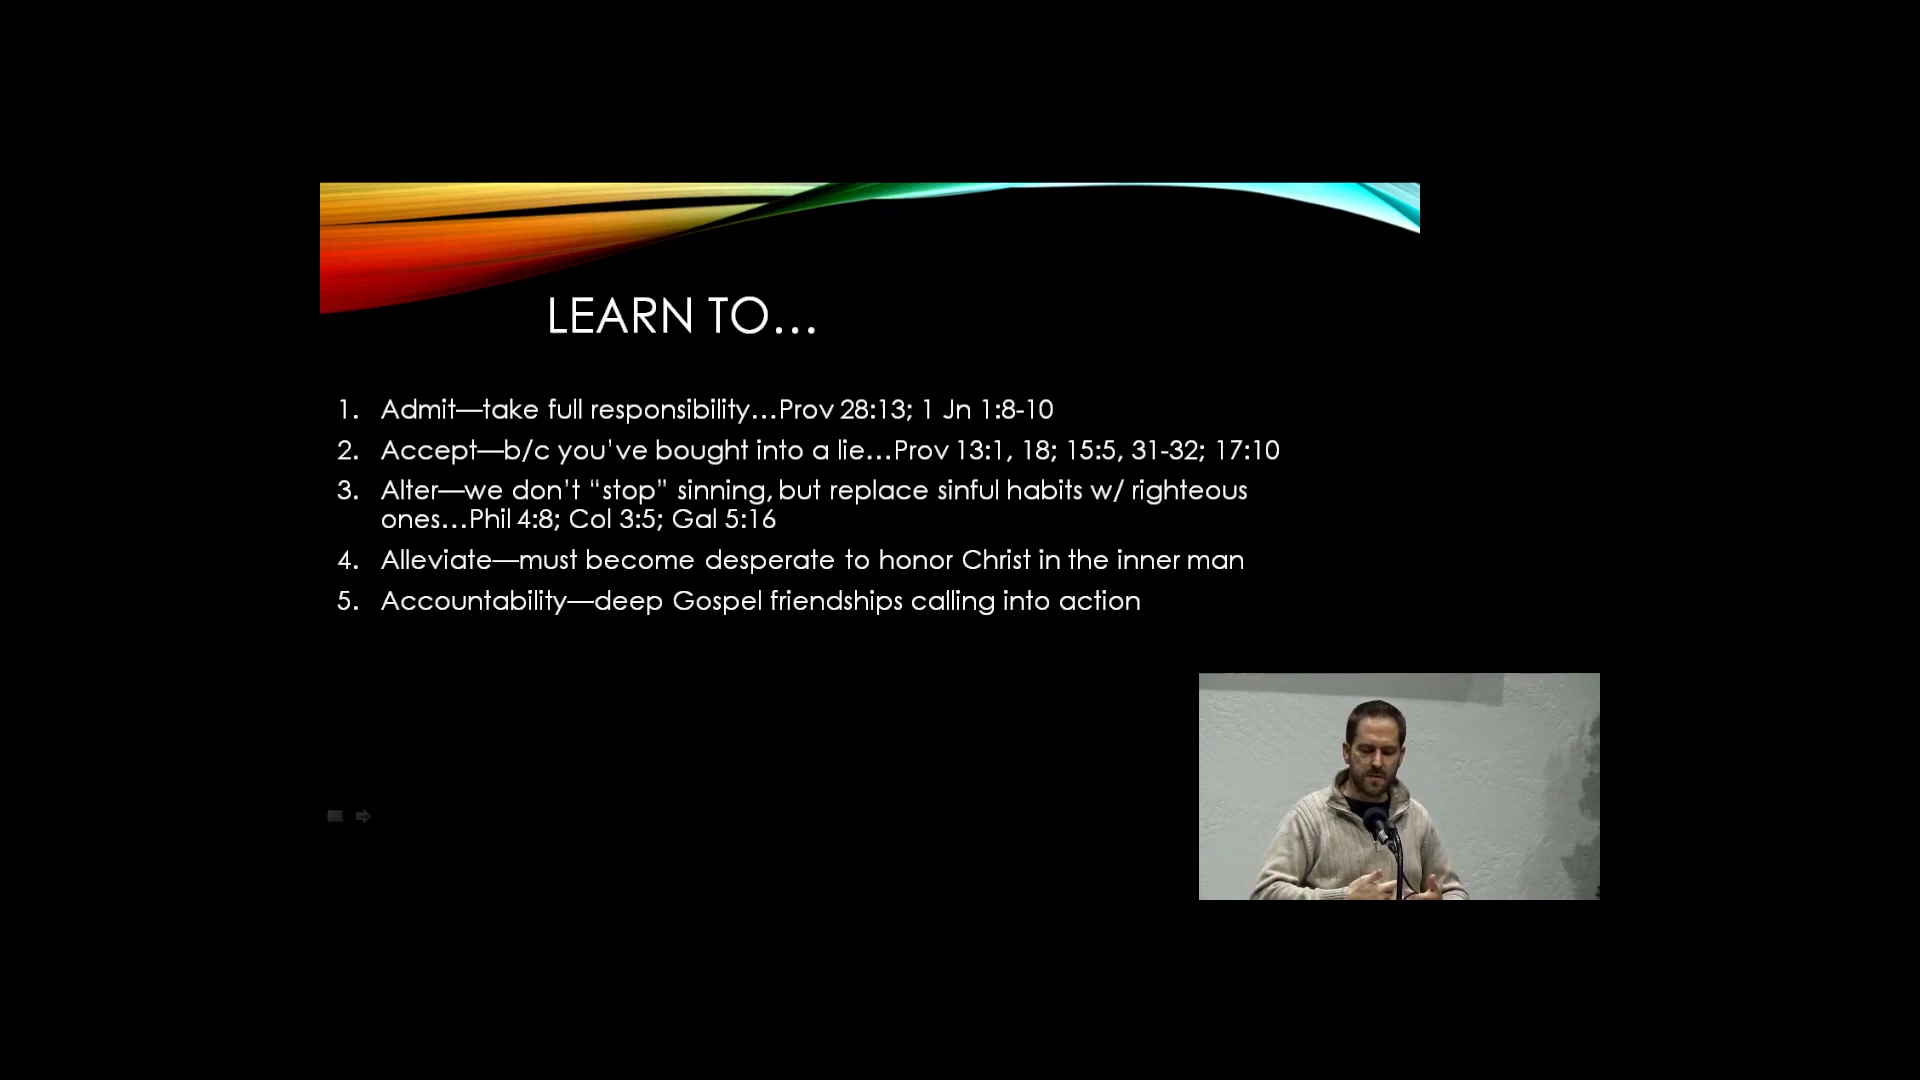 LEARN TO...
1. Admit—take full responsibility...Prov 28:13; 1 Jn 1:8-10
2. Accept—b/c you've bought into a lie...Prov 13:1, 18; 15:5, 31-32; 17:10
3. Alter—we don't “stop” sinning, but replace sinful habits w/ righteous
ones...Phil 4:8; Col 3:5; Gal 5:16
4. Alleviate—must become desperate to honor Christ in the inner man
5. Accountability—deep Gospel friendships calling into action